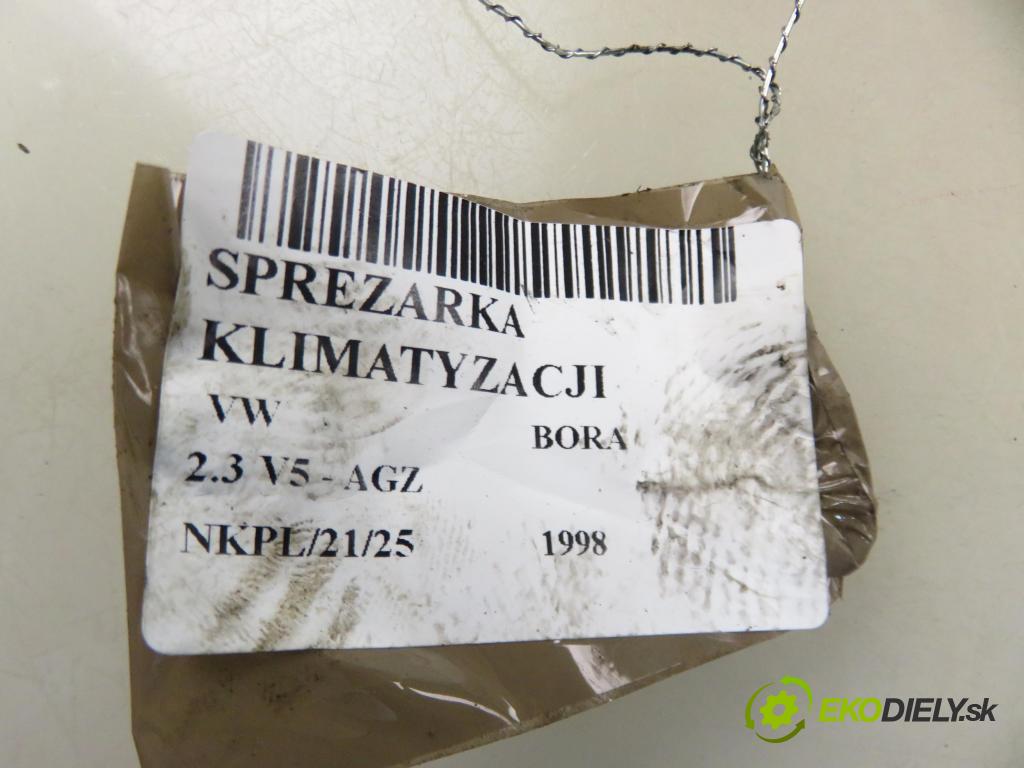 SPREZARKA
KLIMATYZACJI
VW BORA
2.3 V5 - AGZ
NKPL/21/25 1998
EKODIELY.sk